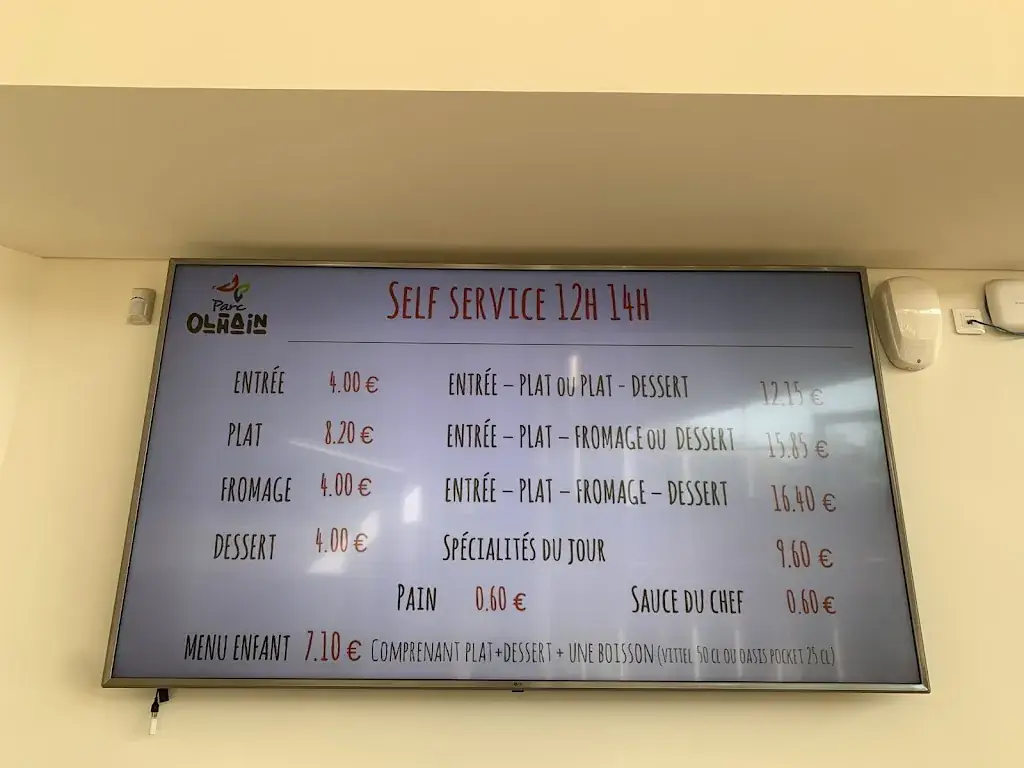 Parc
OLHAIN
SELF SERVICE 12H 14H
ENTRÉE 4.00 € ENTRÉE – PLAT OU PLAT - DESSERT 12.15 €
PLAT 8.20 € ENTRÉE – PLAT – FROMAGE OU DESSERT 15.85 €
FROMAGE 4.00 € ENTRÉE – PLAT – FROMAGE – DESSERT 16.40 €
DESSERT 4.00 € SPÉCIALITÉS DU JOUR 9.60 €
PAIN 0.60 € SAUCE DU CHEF 0.60 €
MENU ENFANT 7.10 € COMPRENANT PLAT+DESSERT + UNE BOISSON (VITTEL 50 CL OU OASIS POCKET 25 CL)